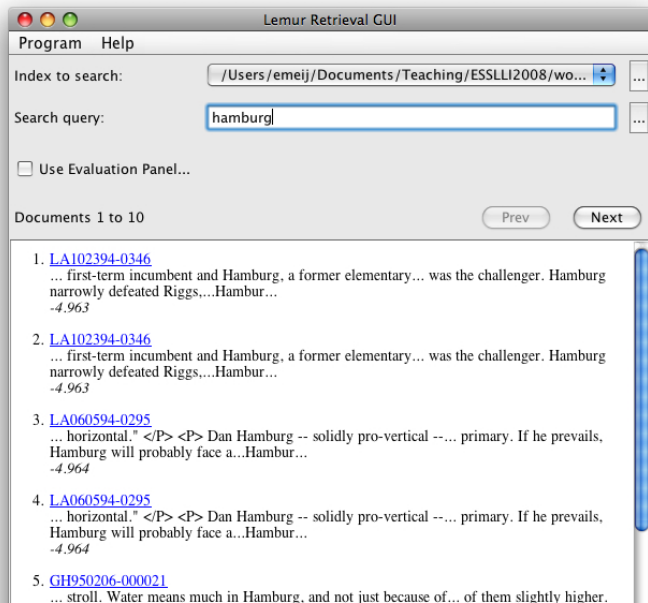 Lemur Retrieval GUI
Program Help
Index to search: /Users/emeij/Documents/Teaching/ESSLLI2008/wo... ...
Search query: hamburg ...
Use Evaluation Panel...
Documents 1 to 10 Prev Next
1. LA102394-0346
... first-term incumbent and Hamburg, a former elementary... was the challenger. Hamburg
narrowly defeated Riggs,...Hambur...
-4.963
2. LA102394-0346
... first-term incumbent and Hamburg, a former elementary... was the challenger. Hamburg
narrowly defeated Riggs,...Hambur...
-4.963
3. LA060594-0295
... horizontal." </P> <P> Dan Hamburg -- solidly pro-vertical --... primary. If he prevails,
Hamburg will probably face a...Hambur...
-4.964
4. LA060594-0295
... horizontal." </P> <P> Dan Hamburg -- solidly pro-vertical --... primary. If he prevails,
Hamburg will probably face a...Hambur...
-4.964
5. GH950206-000021
... stroll. Water means much in Hamburg, and not just because of... of them slightly higher.